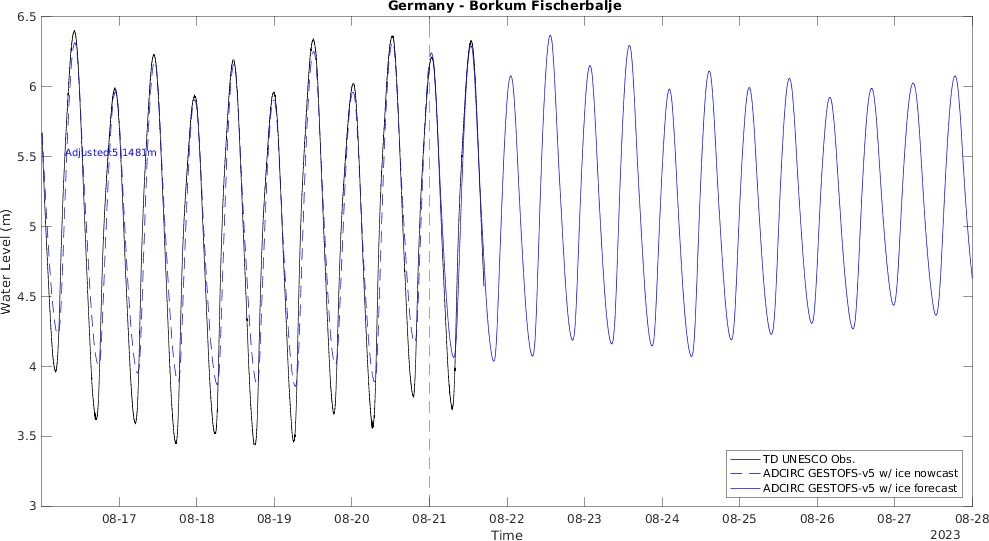 Germany - Borkum Fischerbalje
6.5
6
5.5
5
4.5
4
3.5
3
Water Level (m)
Adjusted:5.1481m
TD UNESCO Obs.
ADCIRC GESTOFS-v5 w/ ice nowcast
ADCIRC GESTOFS-v5 w/ ice forecast
08-17 08-18 08-19 08-20 08-21 08-22 08-23 08-24 08-25 08-26 08-27 08-28
Time
2023